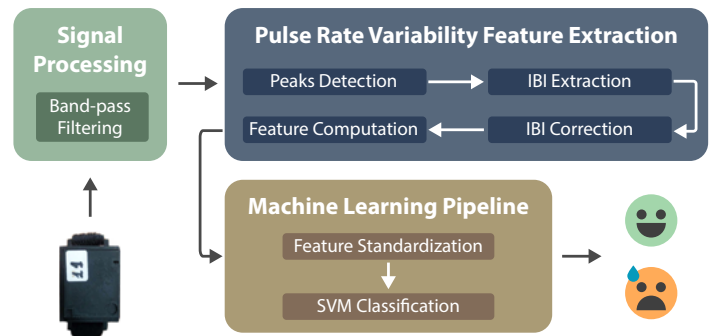 Signal
Processing
Band-pass
Filtering
Pulse Rate Variability Feature Extraction
Peaks Detection
IBI Extraction
Feature Computation
IBI Correction
Machine Learning Pipeline
Feature Standardization
SVM Classification